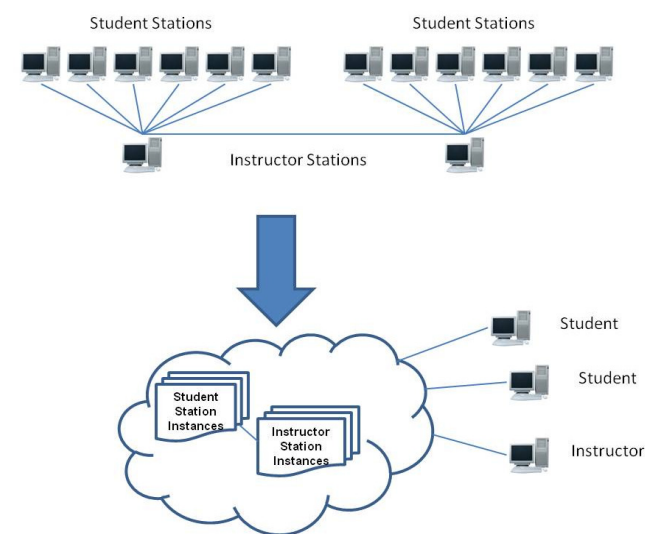 Student Stations
Student Stations
Instructor Stations
Student
Student
Station
Instances
Student
Instructor
Station
Instances
Instructor